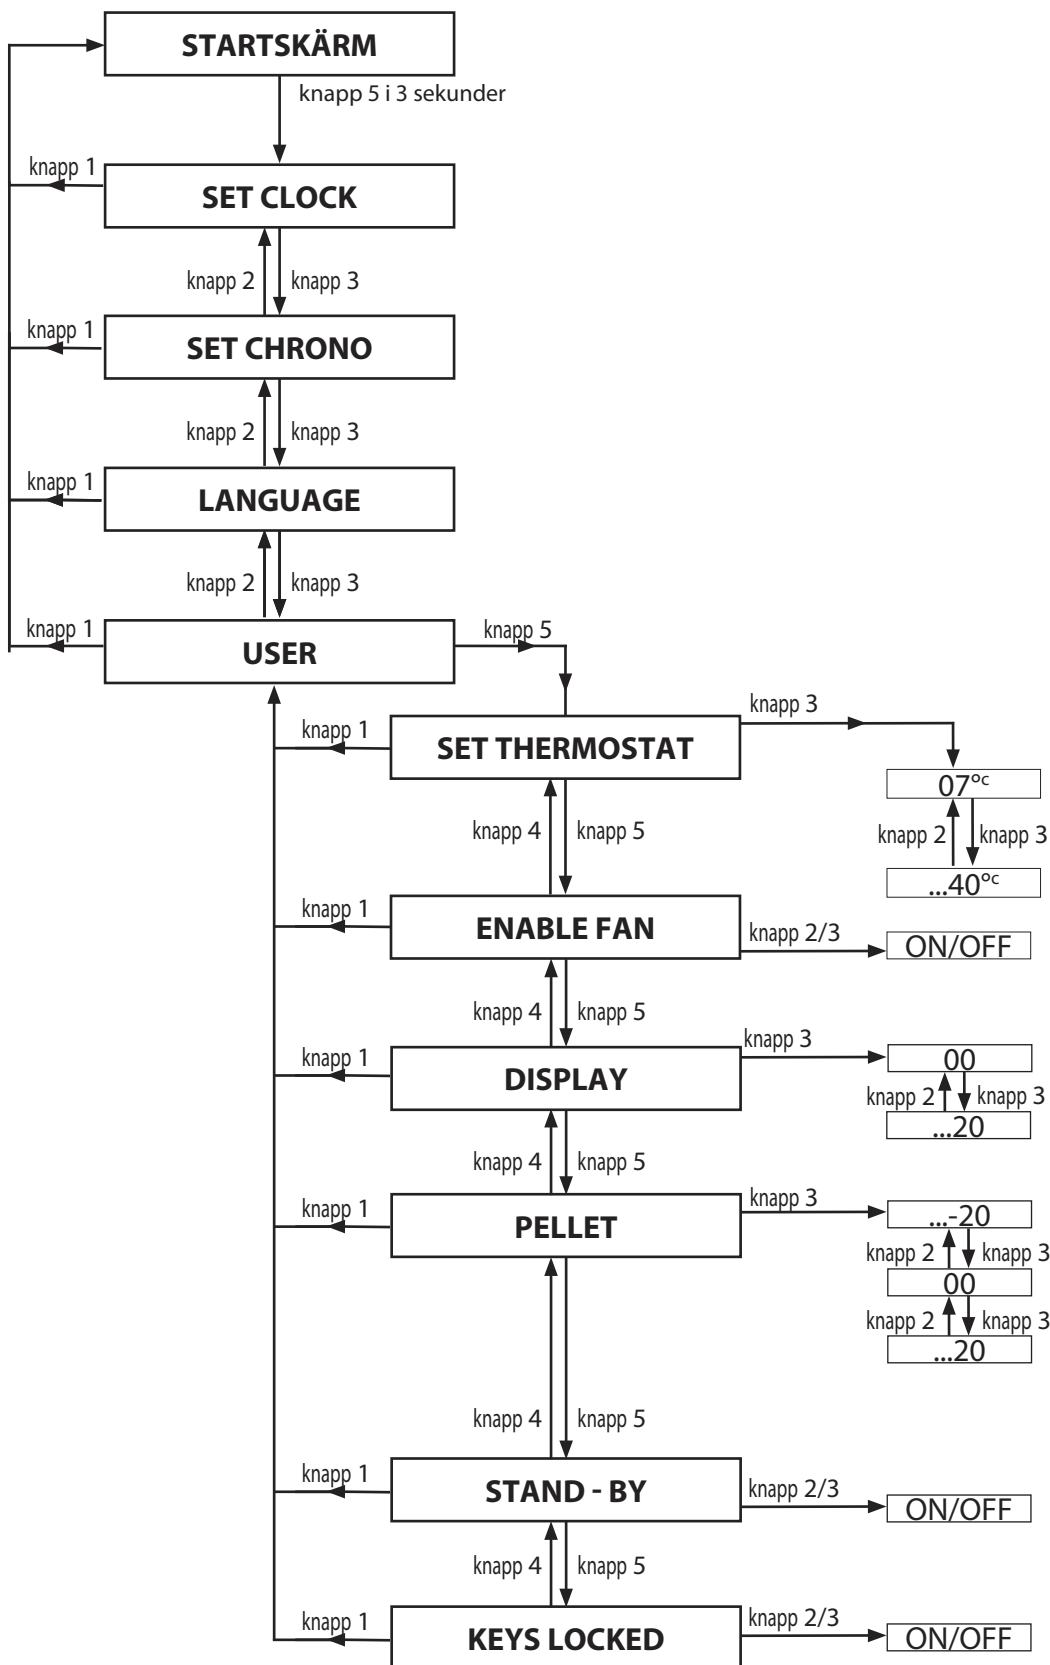 STARTSKÄRM
knapp 5 i 3 sekunder
knapp 1
SET CLOCK
knapp 2
knapp 3
knapp 1
SET CHRONO
knapp 2
knapp 3
knapp 1
LANGUAGE
knapp 2
knapp 3
knapp 1
USER
knapp 5
knapp 1
SET THERMOSTAT
knapp 3
07°c
knapp 2
knapp 3
...40°c
knapp 4
knapp 5
knapp 1
ENABLE FAN
knapp 2/3
ON/OFF
knapp 4
knapp 5
knapp 1
DISPLAY
knapp 3
00
knapp 2
knapp 3
...20
knapp 4
knapp 5
knapp 1
PELLET
knapp 3
...-20
knapp 2
knapp 3
00
knapp 2
knapp 3
...20
knapp 4
knapp 5
knapp 1
STAND - BY
knapp 2/3
ON/OFF
knapp 4
knapp 5
knapp 1
KEYS LOCKED
knapp 2/3
ON/OFF